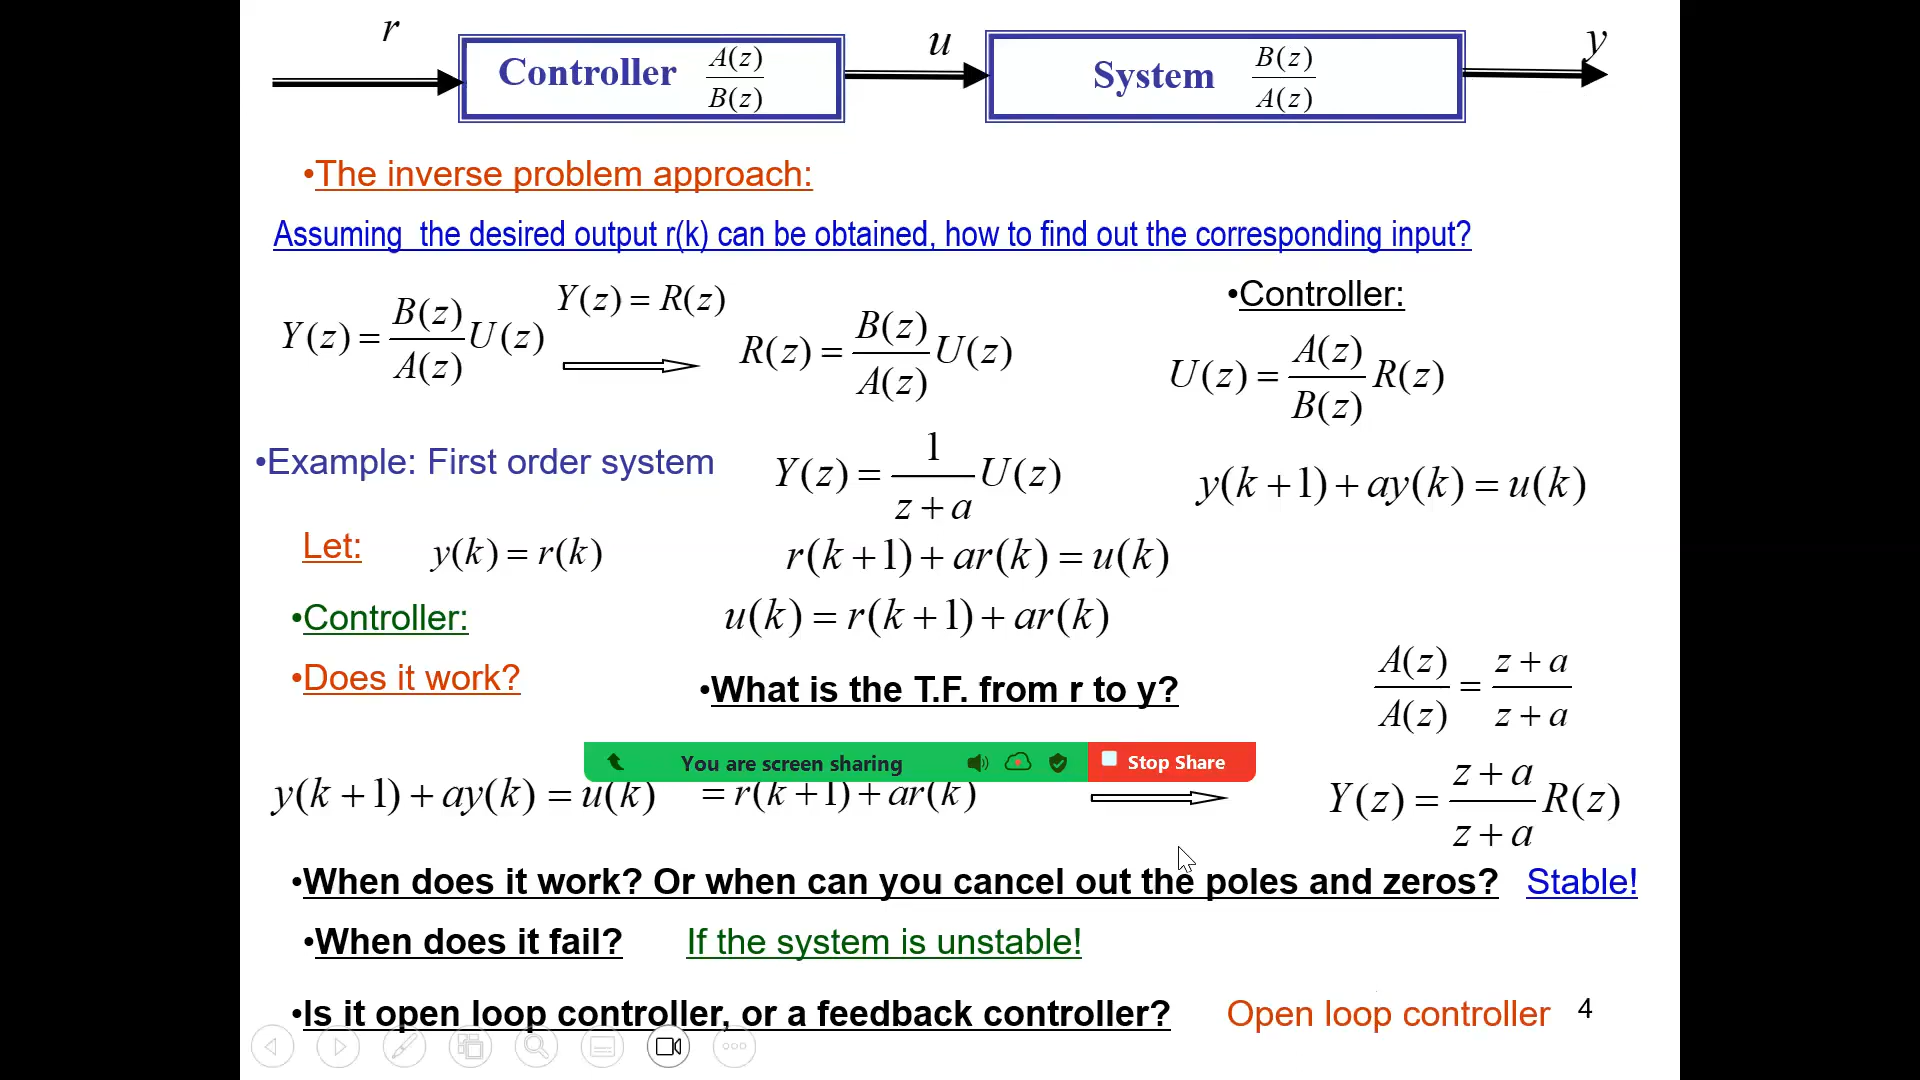 r u y
Controller A(z)/B(z) System B(z)/A(z)
•The inverse problem approach:
Assuming the desired output r(k) can be obtained, how to find out the corresponding input?
•Controller:
Y(z) = B(z)/A(z) U(z) Y(z) = R(z) R(z) = B(z)/A(z) U(z) U(z) = A(z)/B(z) R(z)
•Example: First order system Y(z) = 1/(z + a) U(z) y(k +1) + ay(k) = u(k)
Let: y(k) = r(k) r(k +1) + ar(k) = u(k)
•Controller: u(k) = r(k +1) + ar(k)
•Does it work? •What is the T.F. from r to y? A(z)/A(z) = (z + a)/(z + a)
You are screen sharing Stop Share
y(k +1) + ay(k) = u(k) = r(k +1) + ar(k) Y(z) = (z + a)/(z + a) R(z)
•When does it work? Or when can you cancel out the poles and zeros? Stable!
•When does it fail? If the system is unstable!
•Is it open loop controller, or a feedback controller? Open loop controller 4